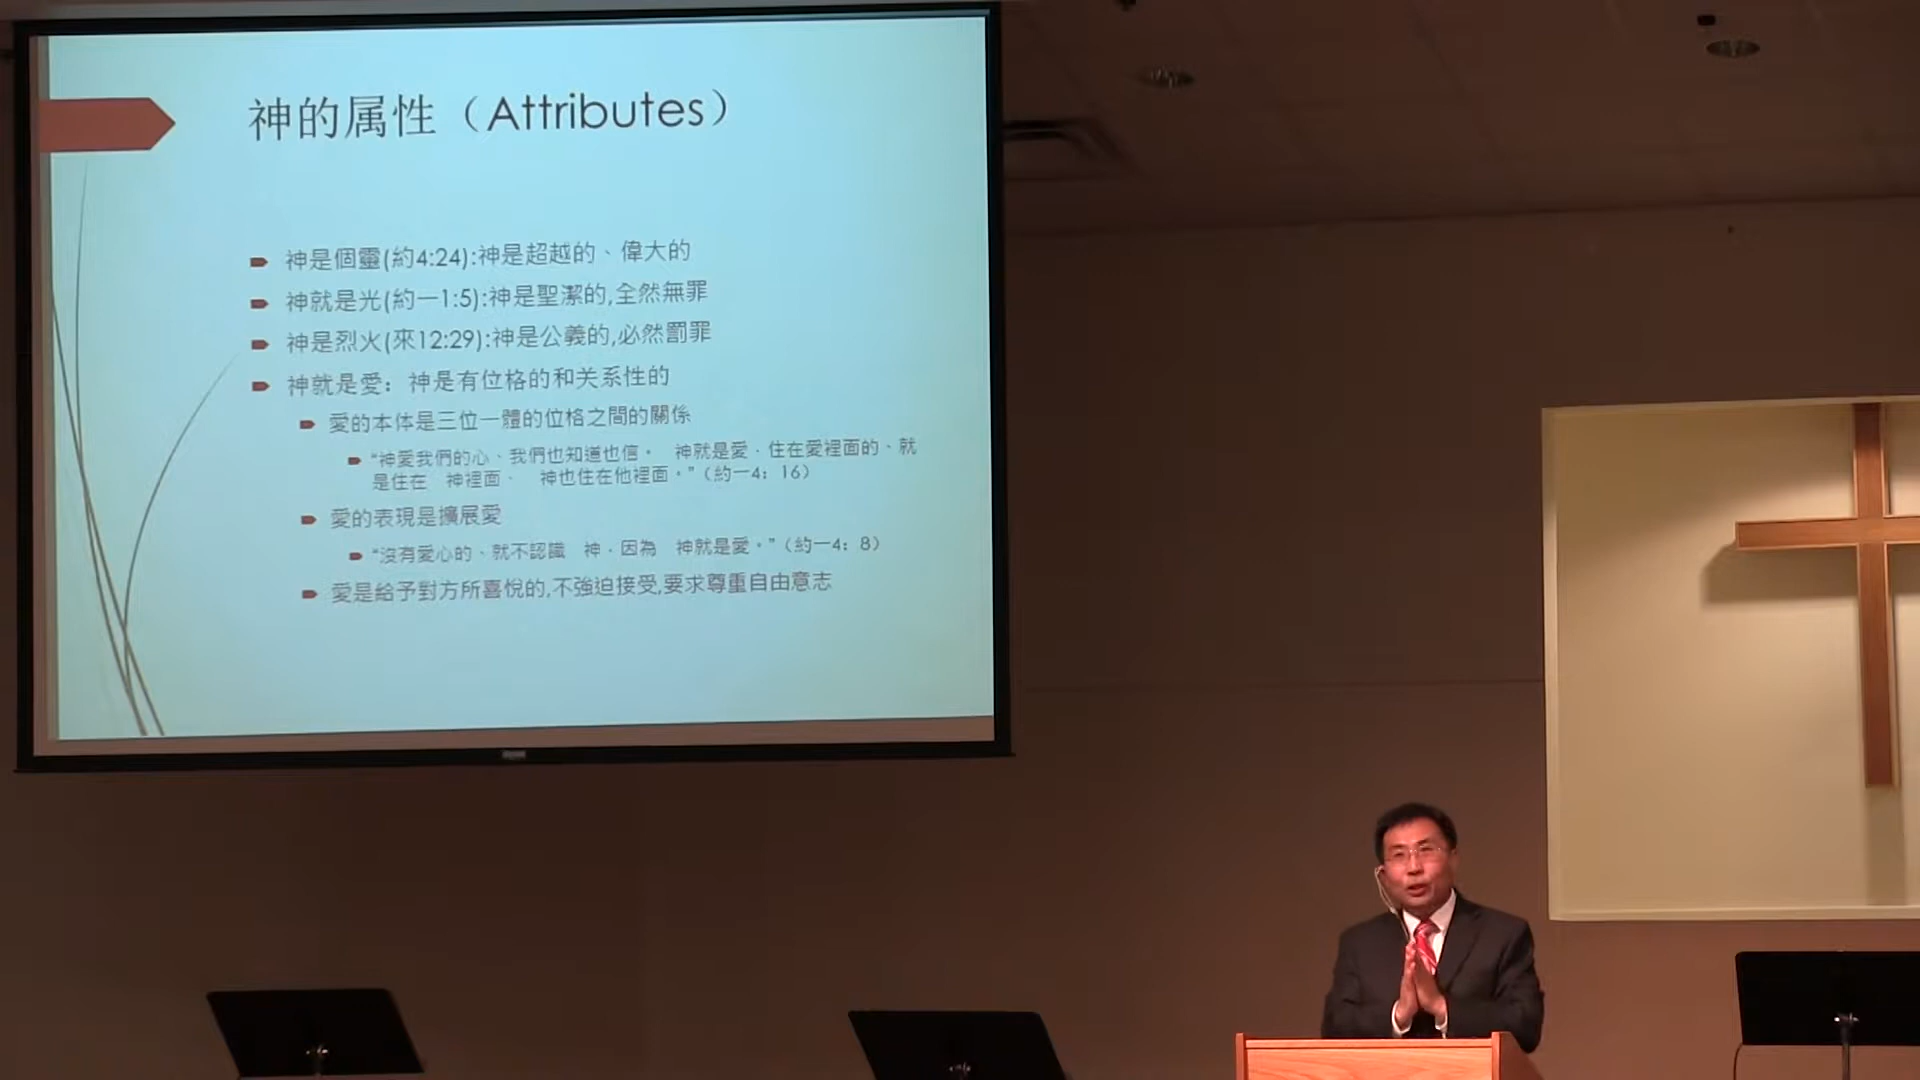 神的属性（Attributes）
神是個靈(約4:24):神是超越的、偉大的
神就是光(約一1:5):神是聖潔的,全然無罪
神是烈火(來12:29):神是公義的,必然罰罪
神就是愛：神是有位格的和关系性的
愛的本体是三位一體的位格之間的關係
“神愛我們的心、我們也知道也信。　神就是愛．住在愛裡面的、就
是住在　神裡面．　神也住在他裡面。”（約一4：16）
愛的表現是擴展愛
“沒有愛心的、就不認識　神．因為　神就是愛。”（約一4：8）
愛是給予對方所喜悅的,不強迫接受,要求尊重自由意志